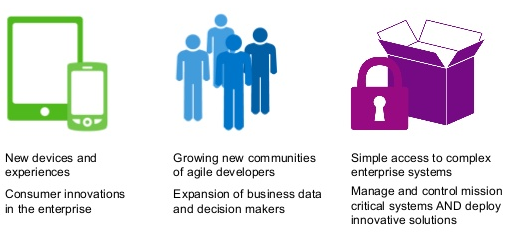 New devices and
experiences
Consumer innovations
in the enterprise
Growing new communities
of agile developers
Expansion of business data
and decision makers
Simple access to complex
enterprise systems
Manage and control mission
critical systems AND deploy
innovative solutions